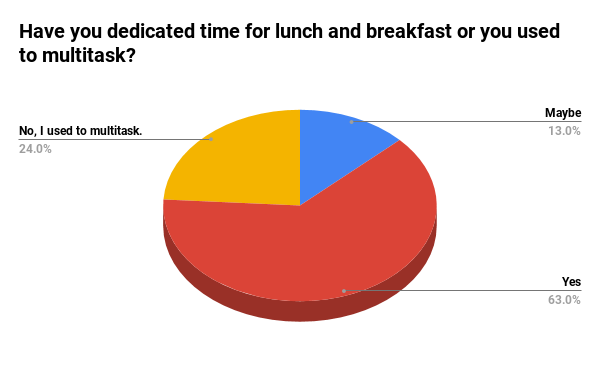 Have you dedicated time for lunch and breakfast or you used
to multitask?
Maybe
13.0%
No, I used to multitask.
24.0%
Yes
63.0%